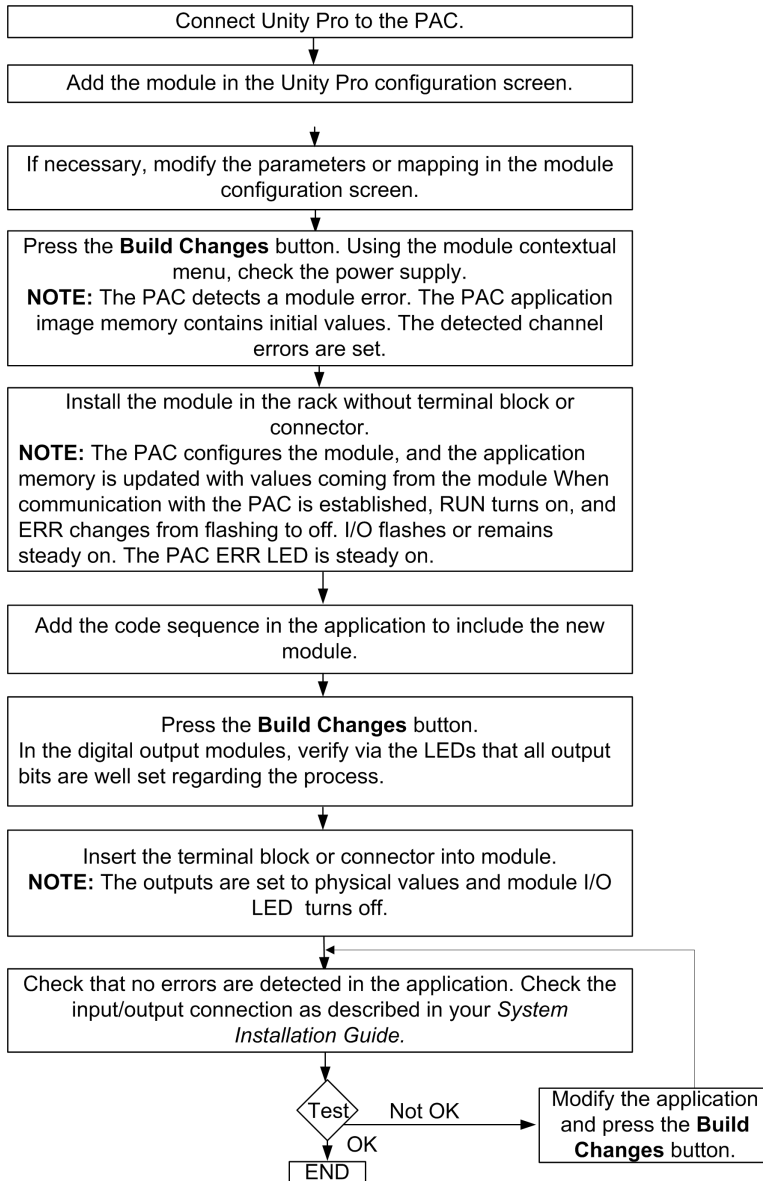 Connect Unity Pro to the PAC.
Add the module in the Unity Pro configuration screen.
If necessary, modify the parameters or mapping in the module
configuration screen.
Press the Build Changes button. Using the module contextual
menu, check the power supply.
NOTE: The PAC detects a module error. The PAC application
image memory contains initial values. The detected channel
errors are set.
Install the module in the rack without terminal block or
connector.
NOTE: The PAC configures the module, and the application
memory is updated with values coming from the module When
communication with the PAC is established, RUN turns on, and
ERR changes from flashing to off. I/O flashes or remains
steady on. The PAC ERR LED is steady on.
Add the code sequence in the application to include the new
module.
Press the Build Changes button.
In the digital output modules, verify via the LEDs that all output
bits are well set regarding the process.
Insert the terminal block or connector into module.
NOTE: The outputs are set to physical values and module I/O
LED turns off.
Check that no errors are detected in the application. Check the
input/output connection as described in your System
Installation Guide.
Test
Not OK
Modify the application
and press the Build
Changes button.
OK
END